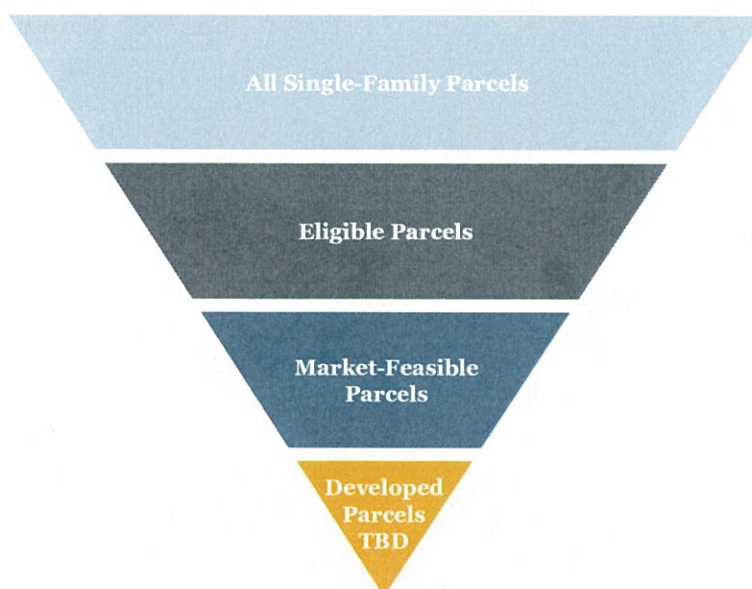 All Single-Family Parcels
Eligible Parcels
Market-Feasible
Parcels
Developed
Parcels
TBD